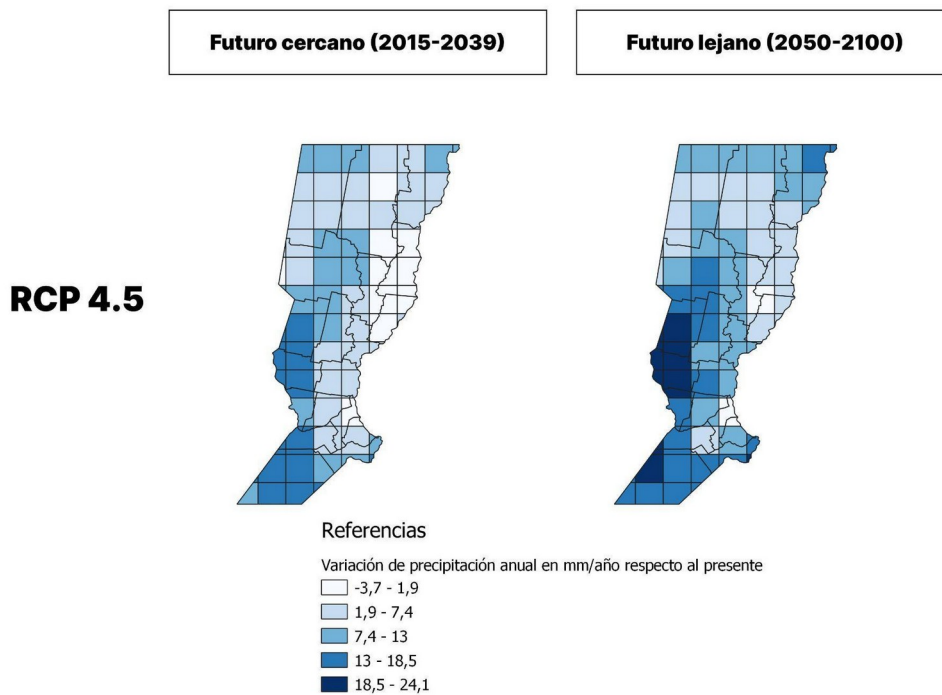 Futuro cercano (2015-2039)
Futuro lejano (2050-2100)
RCP 4.5
Referencias
Variación de precipitación anual en mm/año respecto al presente
-3,7 - 1,9
1,9 - 7,4
7,4 - 13
13 - 18,5
18,5 - 24,1